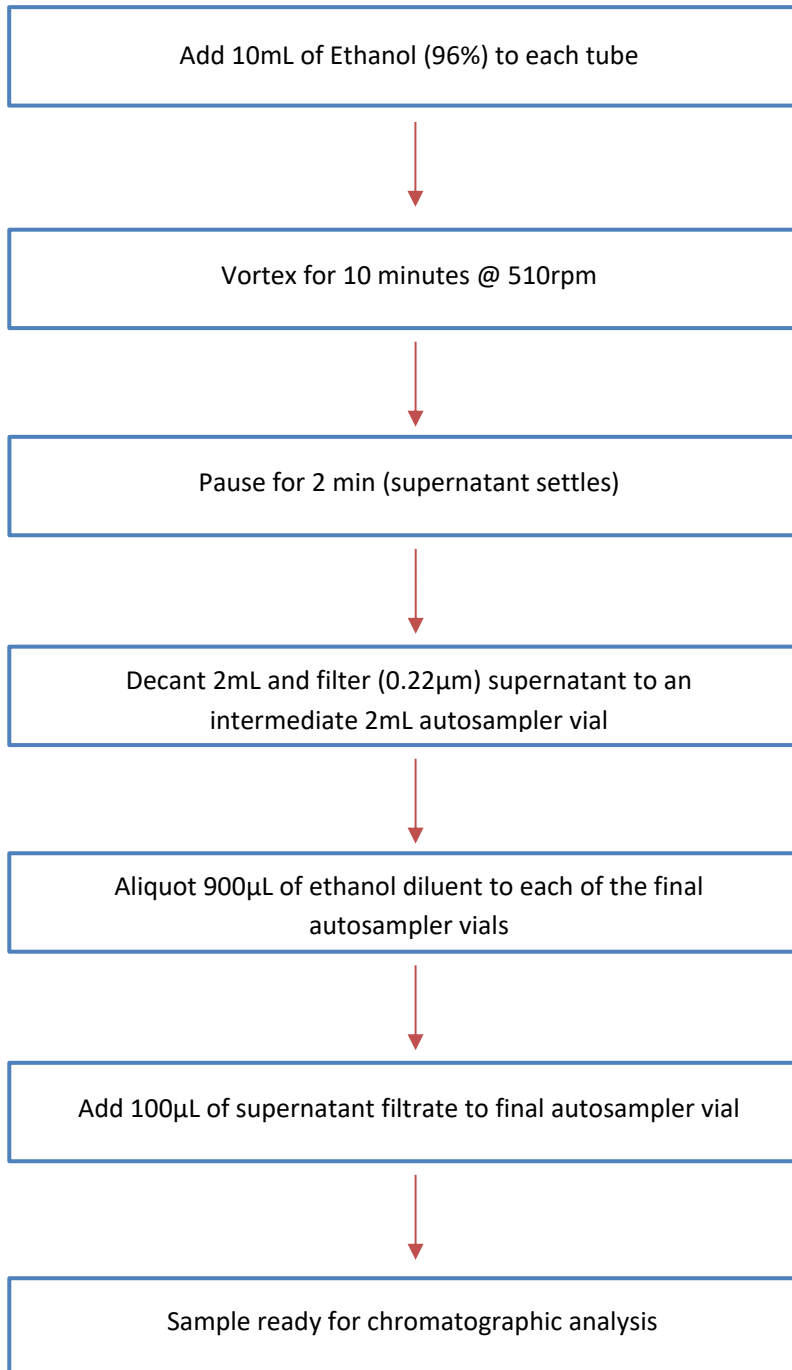 Add 10mL of Ethanol (96%) to each tube
Vortex for 10 minutes @ 510rpm
Pause for 2 min (supernatant settles)
Decant 2mL and filter (0.22µm) supernatant to an
intermediate 2mL autosampler vial
Aliquot 900µL of ethanol diluent to each of the final
autosampler vials
Add 100µL of supernatant filtrate to final autosampler vial
Sample ready for chromatographic analysis